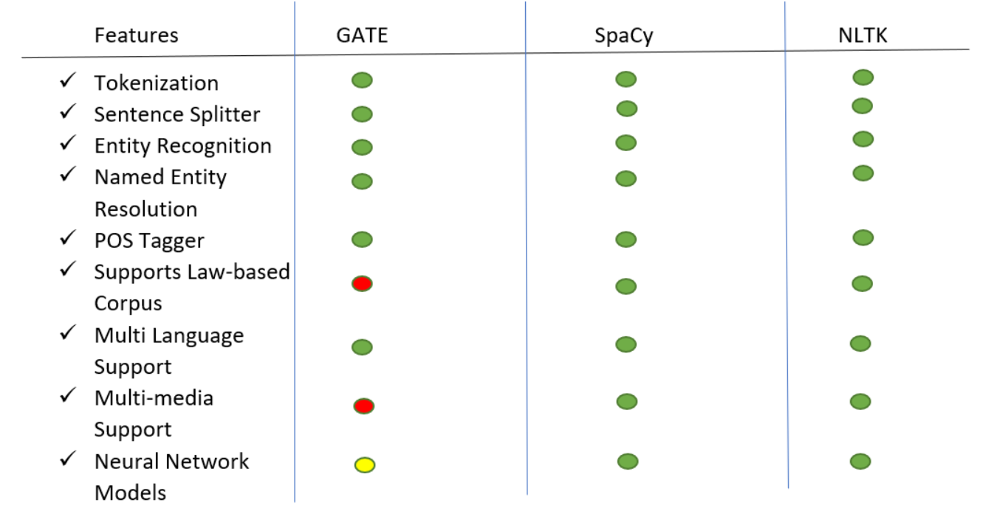 Features GATE SpaCy NLTK
✓ Tokenization
✓ Sentence Splitter
✓ Entity Recognition
✓ Named Entity
Resolution
✓ POS Tagger
✓ Supports Law-based
Corpus
✓ Multi Language
Support
✓ Multi-media
Support
✓ Neural Network
Models